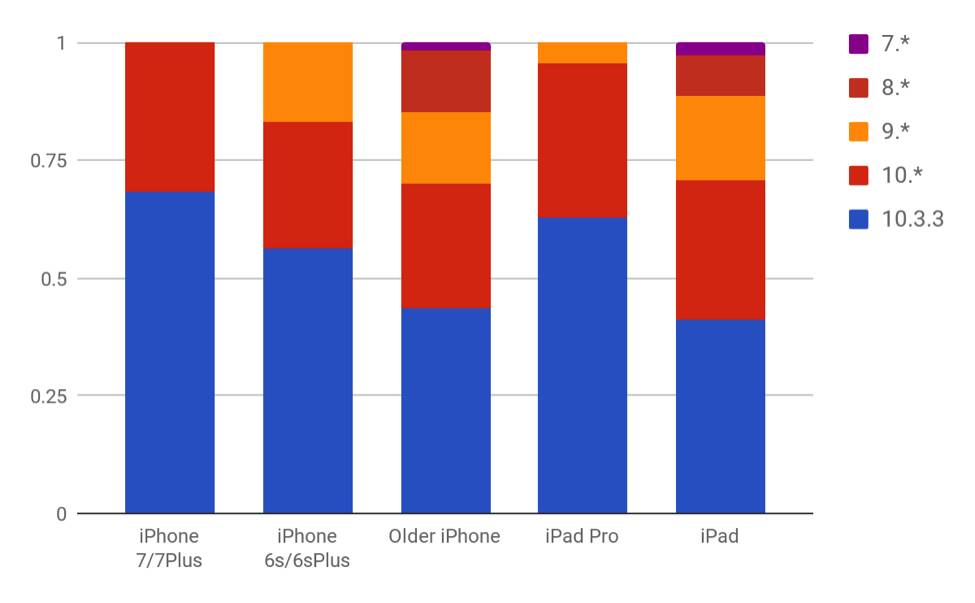 1
0.75
0.5
0.25
0
iPhone
7/7Plus
iPhone
6s/6sPlus
Older iPhone
iPad Pro
iPad
7.*
8.*
9.*
10.*
10.3.3